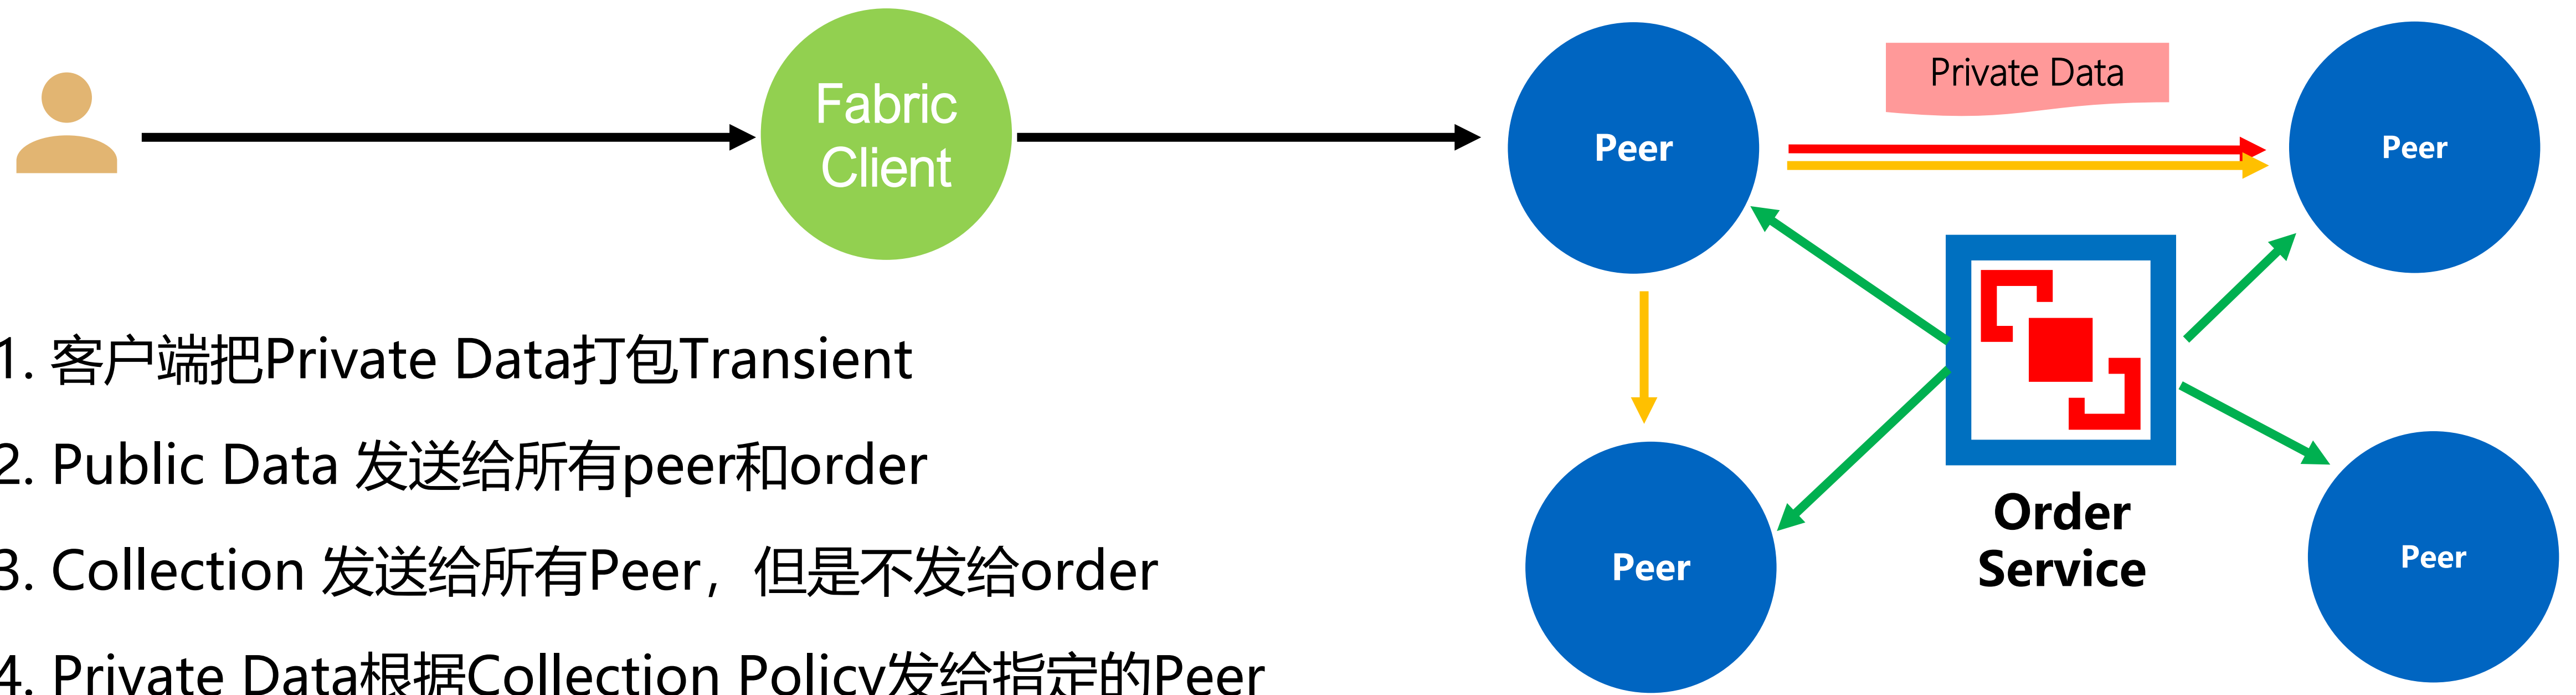 Fabric
Client
Peer
Private Data
Peer
1. 客户端把Private Data打包Transient
2. Public Data 发送给所有peer和order
3. Collection 发送给所有Peer，但是不发给order
4. Private Data根据Collection Policy发给指定的Peer
Peer
Order
Service
Peer